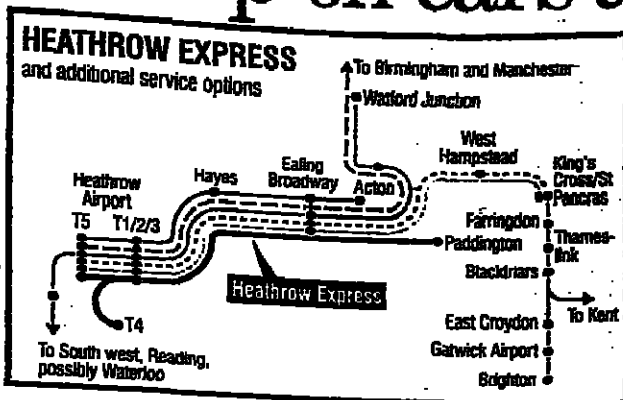 on cars
HEATHROW EXPRESS
and additional service options
To Birmingham and Manchester
Watford Junction
West
Hampstead
King's
Cross/St
Pancras
Heathrow
Airport
T5 T1/2/3
Hayes
Ealing
Broadway
Acton
Farringdon
Thames-
link
Paddington
Blackfriars
Heathrow Express
To Kent
T4
East Croydon
Gatwick Airport
Brighton
To South west, Reading,
possibly Waterloo